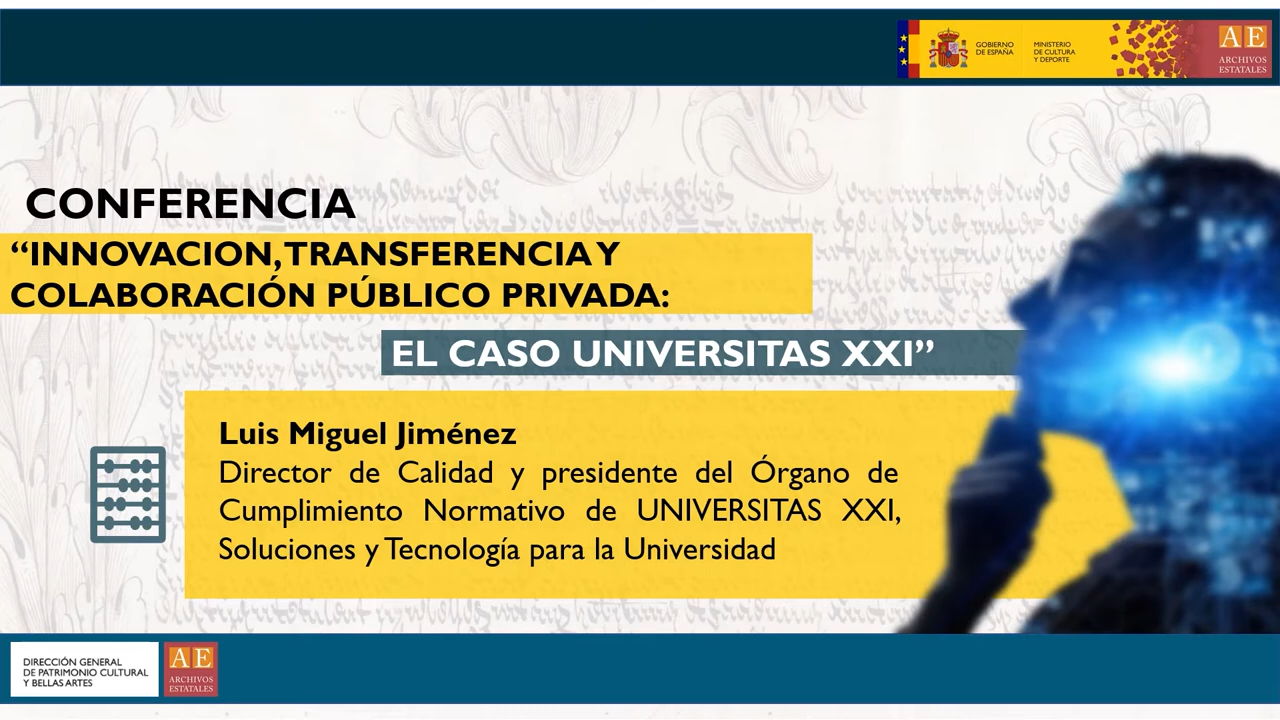 GOBIERNO
DE ESPAÑA
MINISTERIO
DE CULTURA
Y DEPORTE
AE
ARCHIVOS
ESTATALES
CONFERENCIA
“INNOVACION, TRANSFERENCIA Y
COLABORACIÓN PÚBLICO PRIVADA:
EL CASO UNIVERSITAS XXI”
Luis Miguel Jiménez
Director de Calidad y presidente del Órgano de
Cumplimiento Normativo de UNIVERSITAS XXI,
Soluciones y Tecnología para la Universidad
DIRECCIÓN GENERAL
DE PATRIMONIO CULTURAL
Y BELLAS ARTES
AE
ARCHIVOS
ESTATALES